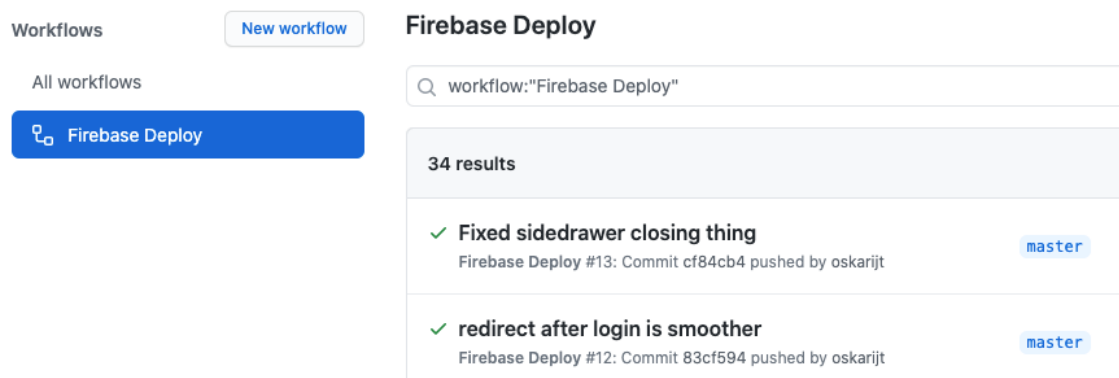 Workflows
New workflow
All workflows
Firebase Deploy
Firebase Deploy
workflow:"Firebase Deploy"
34 results
Fixed sidedrawer closing thing
Firebase Deploy #13: Commit cf84cb4 pushed by oskarijt
master
redirect after login is smoother
Firebase Deploy #12: Commit 83cf594 pushed by oskarijt
master